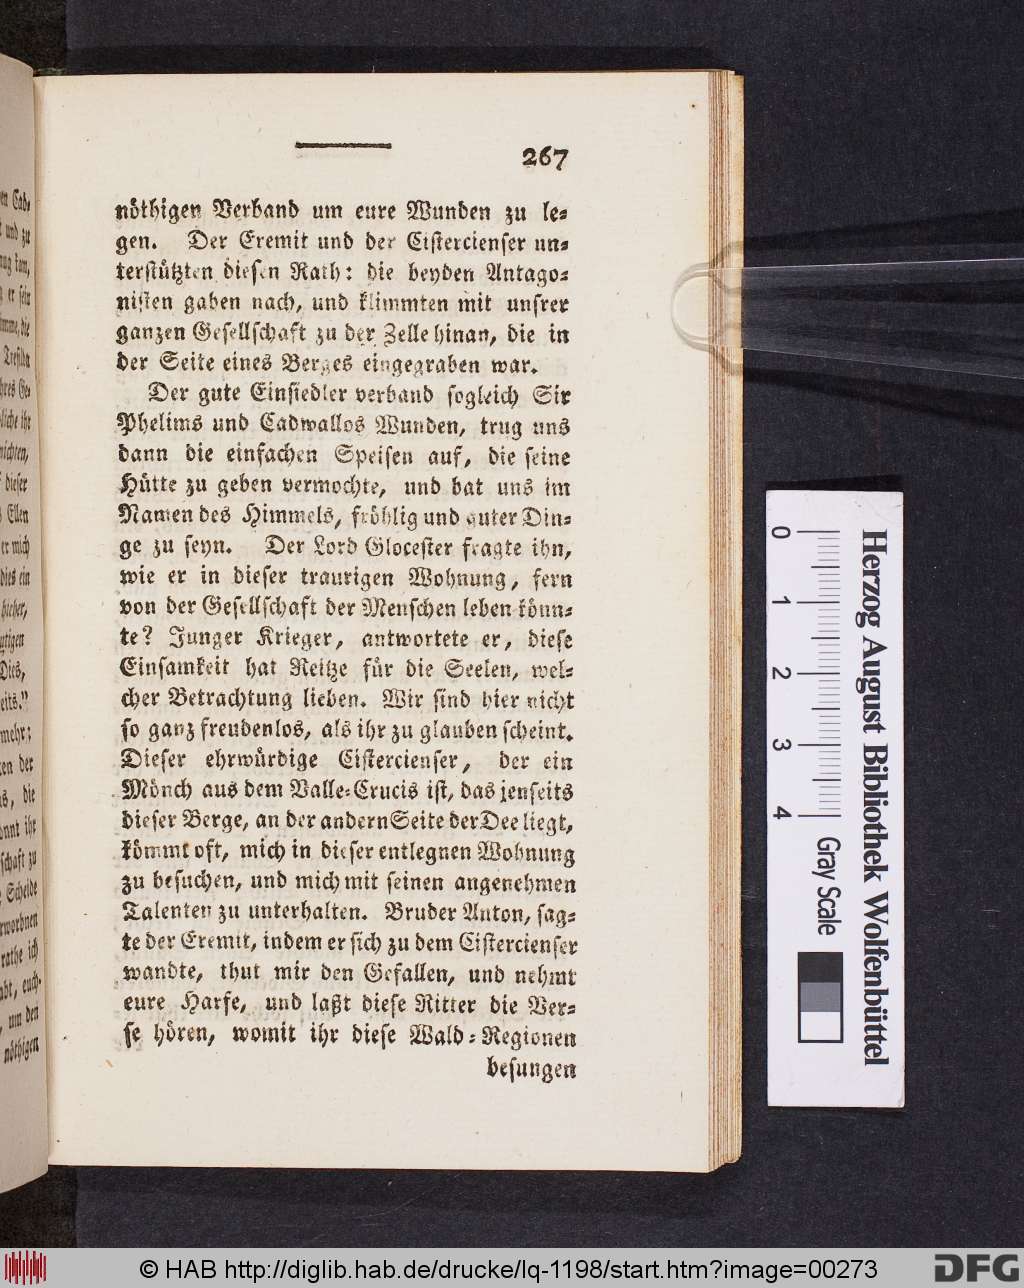 267
nöthigen Verband um eure Wunden zu le=
gen. Der Eremit und der Cistercienser un=
terstützten diesen Rath: die beyden Antago=
nisten gaben nach, und klimmten mit unsrer
ganzen Gesellschaft zu der Zelle hinan, die in
der Seite eines Berges eingegraben war.
Der gute Einsiedler verband sogleich Sir
Phelims und Cadwallos Wunden, trug uns
dann die einfachen Speisen auf, die seine
Hütte zu geben vermochte, und bat uns im
Namen des Himmels, fröhlig und guter Din=
ge zu seyn. Der Lord Glocester fragte ihn,
wie er in dieser traurigen Wohnung, fern
von der Gesellschaft der Menschen leben könn=
te? Junger Krieger, antwortete er, diese
Einsamkeit hat Reitze für die Seelen, wel=
cher Betrachtung lieben. Wir sind hier nicht
so ganz freudenlos, als ihr zu glauben scheint.
Dieser ehrwürdige Cistercienser, der ein
Mönch aus dem Valle=Crucis ist, das jenseits
dieser Berge, an der andern Seite der Dee liegt,
kömmt oft, mich in dieser entlegnen Wohnung
zu besuchen, und mich mit seinen angenehmen
Talenten zu unterhalten. Bruder Anton, sag=
te der Eremit, indem er sich zu dem Cistercienser
wandte, thut mir den Gefallen, und nehmt
eure Harfe, und laßt diese Ritter die Ver=
se hören, womit ihr diese Wald=Regionen
besungen
0 1 2 3 4
Gray Scale
Herzog August Bibliothek Wolfenbüttel
© HAB http://diglib.hab.de/drucke/lq-1198/start.htm?image=00273
DFG